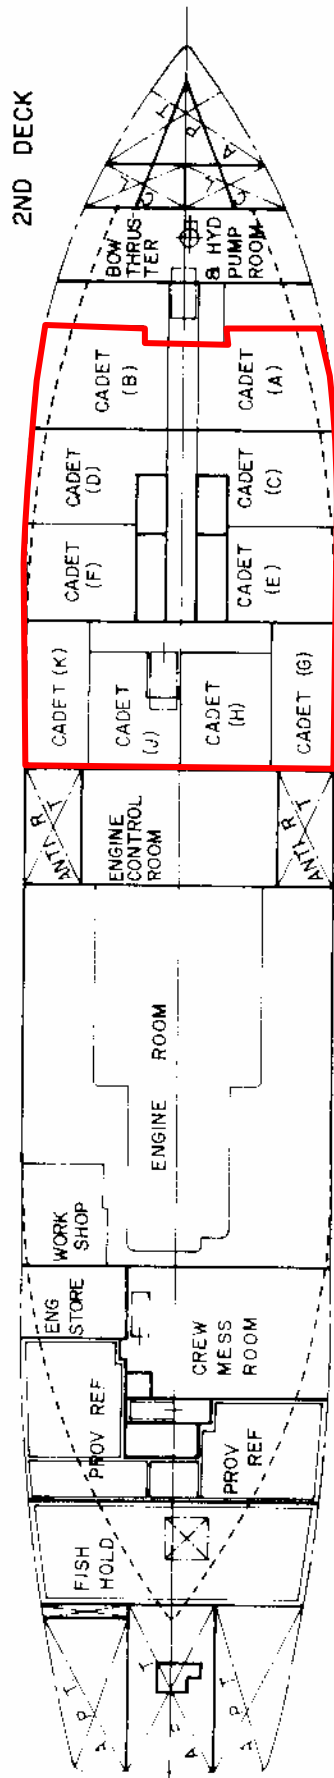 2ND DECK
BOW
THRUS-
TER
& HYD
PUMP
ROOM
CADET
(B)
CADET
(A)
CADET
(D)
CADET
(C)
CADET
(F)
CADET
(E)
CADET (K)
CADET
(J)
CADET
(H)
CADET (G)
ANTI R T
ENGINE
CONTROL
ROOM
ANTI R T
ENGINE ROOM
WORK
SHOP
ENG
STORE
CREW
MESS
ROOM
PROV REF
PROV REF
FISH
HOLD
A P T
A P T